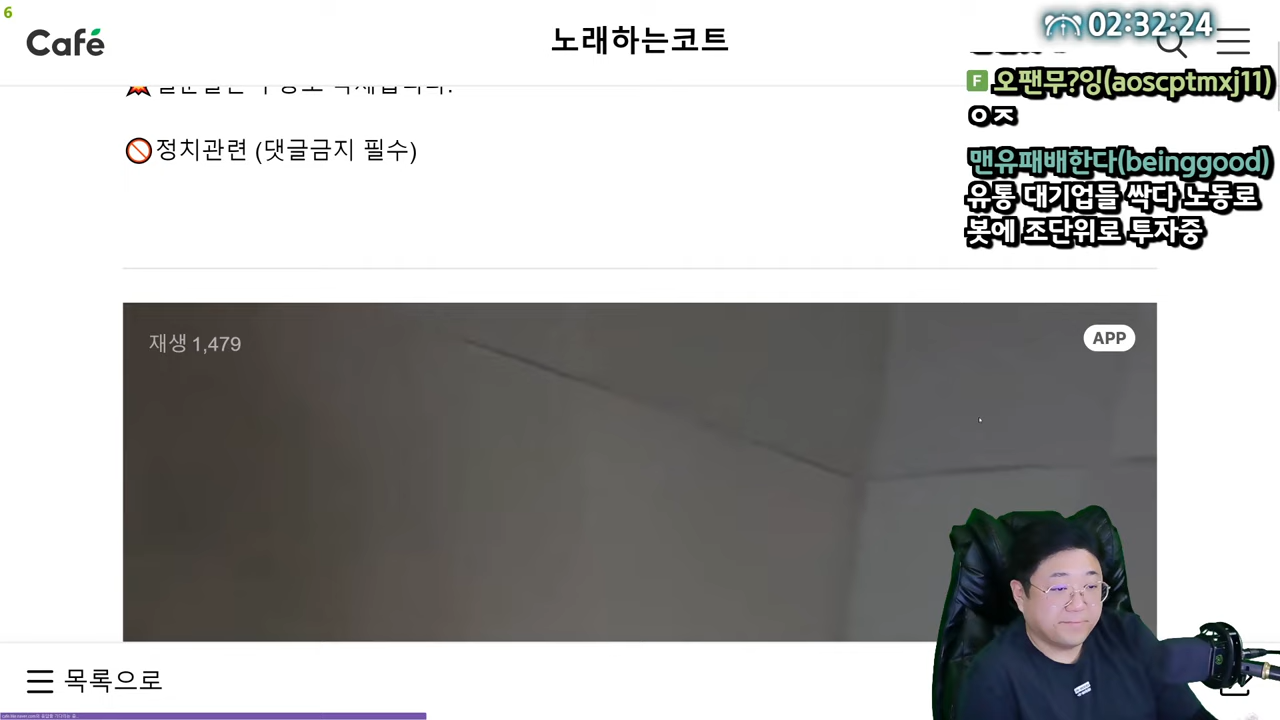 6
Café
노래하는코트
02:32:24
F 오팬무?잉(aoscptmxj11)
ㅇㅈ
🚫정치관련 (댓글금지 필수)
맨유패배한다(beinggood)
유통 대기업들 싹다 노동로
봇에 조단위로 투자중
재생 1,479
APP
목록으로